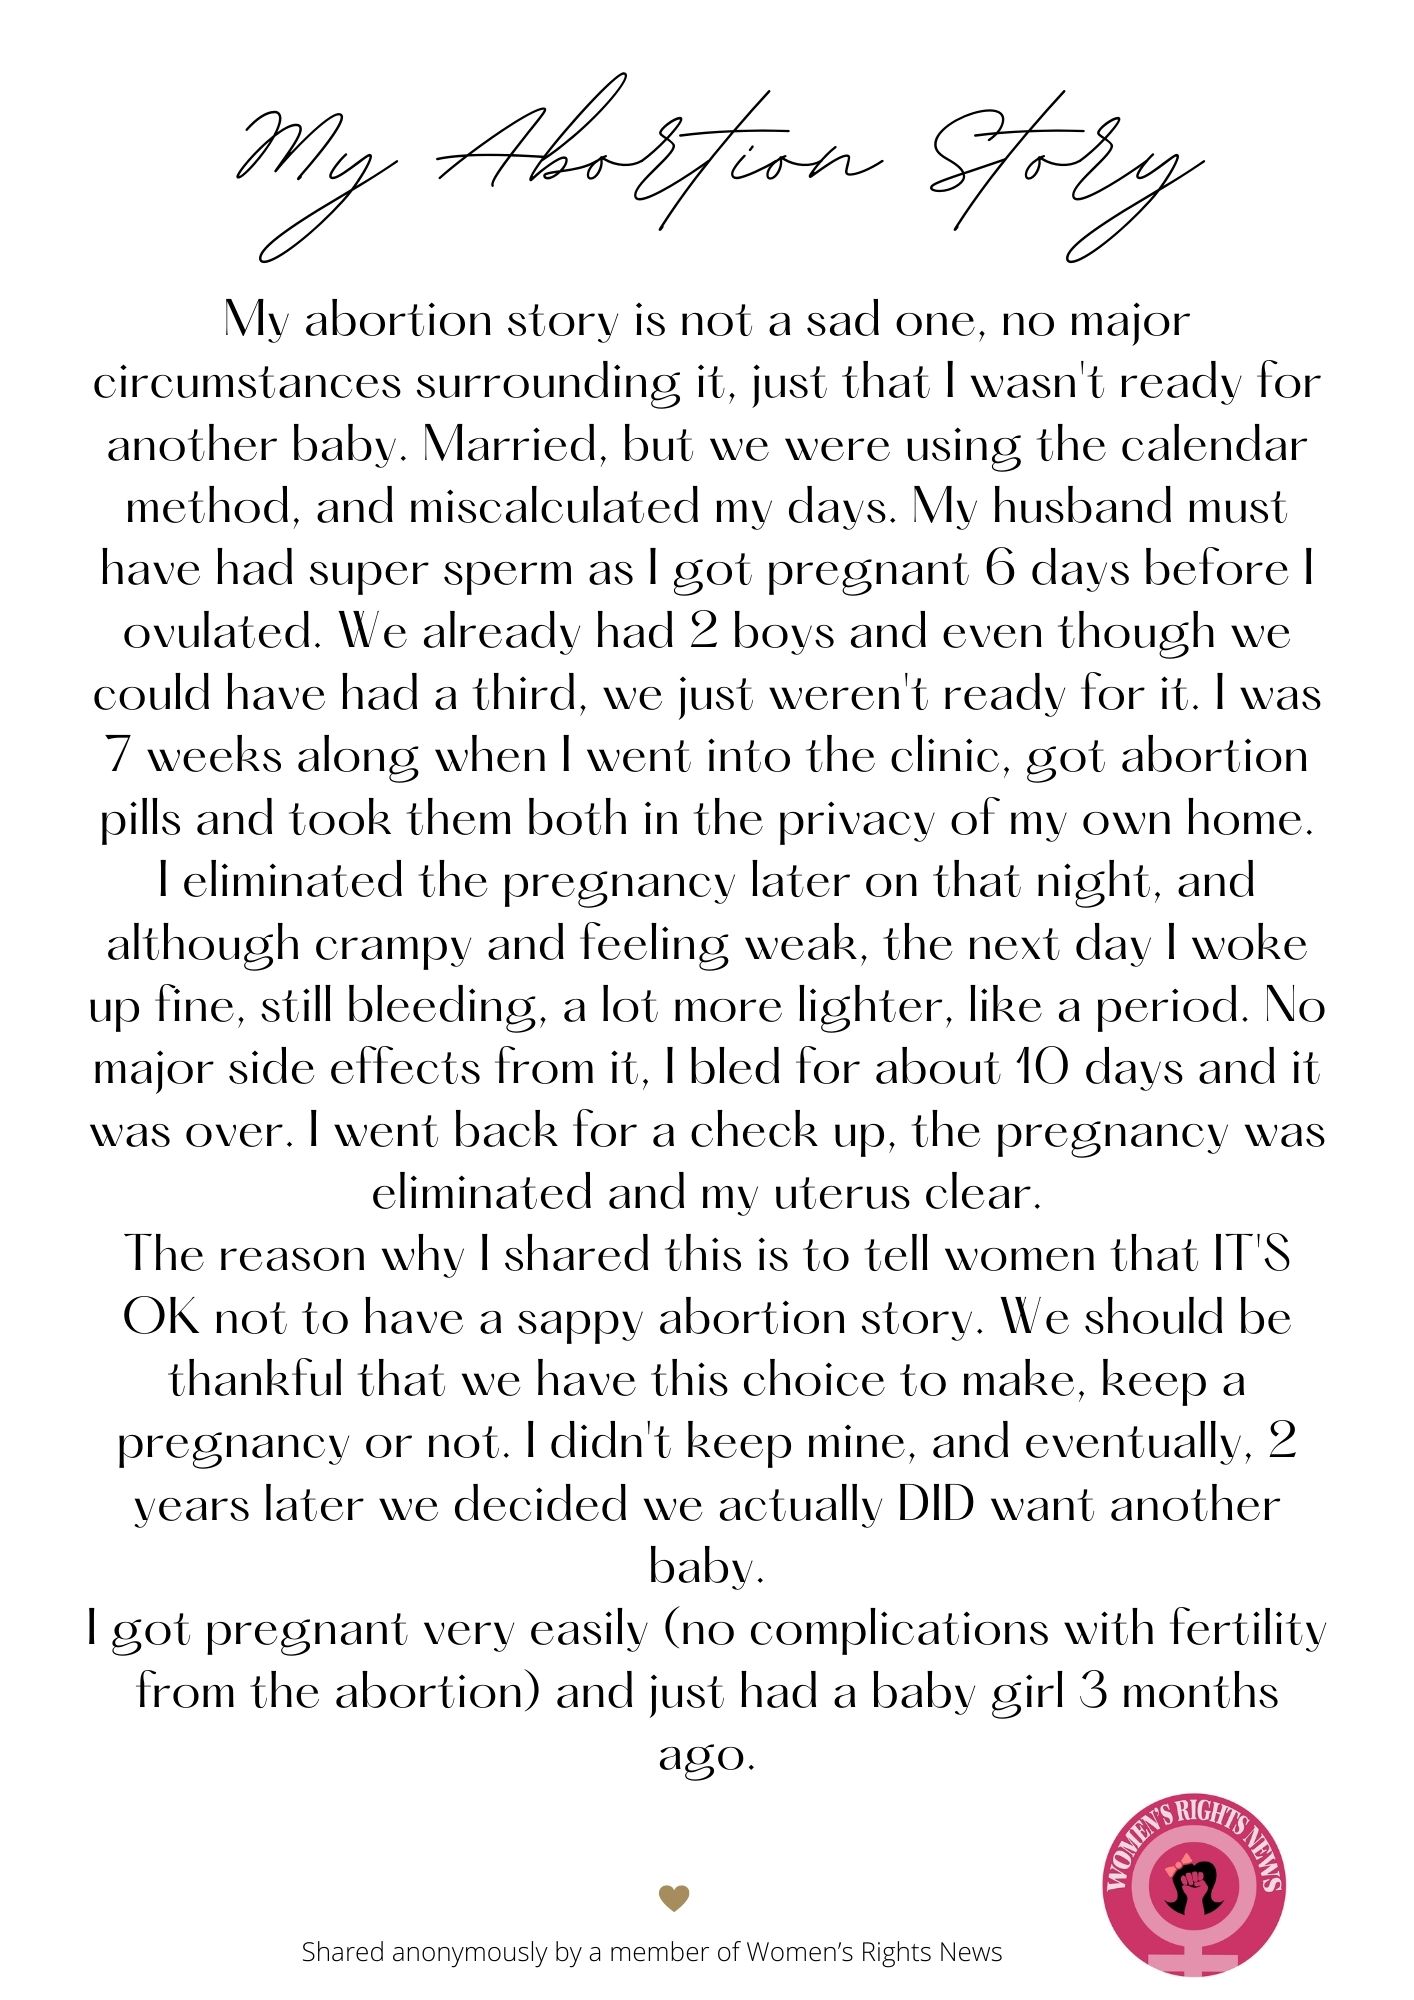 My Abortion Story
My abortion story is not a sad one, no major
circumstances surrounding it, just that I wasn't ready for
another baby. Married, but we were using the calendar
method, and miscalculated my days. My husband must
have had super sperm as I got pregnant 6 days before I
ovulated. We already had 2 boys and even though we
could have had a third, we just weren't ready for it. I was
7 weeks along when I went into the clinic, got abortion
pills and took them both in the privacy of my own home.
I eliminated the pregnancy later on that night, and
although crampy and feeling weak, the next day I woke
up fine, still bleeding, a lot more lighter, like a period. No
major side effects from it, I bled for about 10 days and it
was over. I went back for a check up, the pregnancy was
eliminated and my uterus clear.
The reason why I shared this is to tell women that IT'S
OK not to have a sappy abortion story. We should be
thankful that we have this choice to make, keep a
pregnancy or not. I didn't keep mine, and eventually, 2
years later we decided we actually DID want another
baby.
I got pregnant very easily (no complications with fertility
from the abortion) and just had a baby girl 3 months
ago.
WOMEN'S RIGHTS NEWS
Shared anonymously by a member of Women’s Rights News